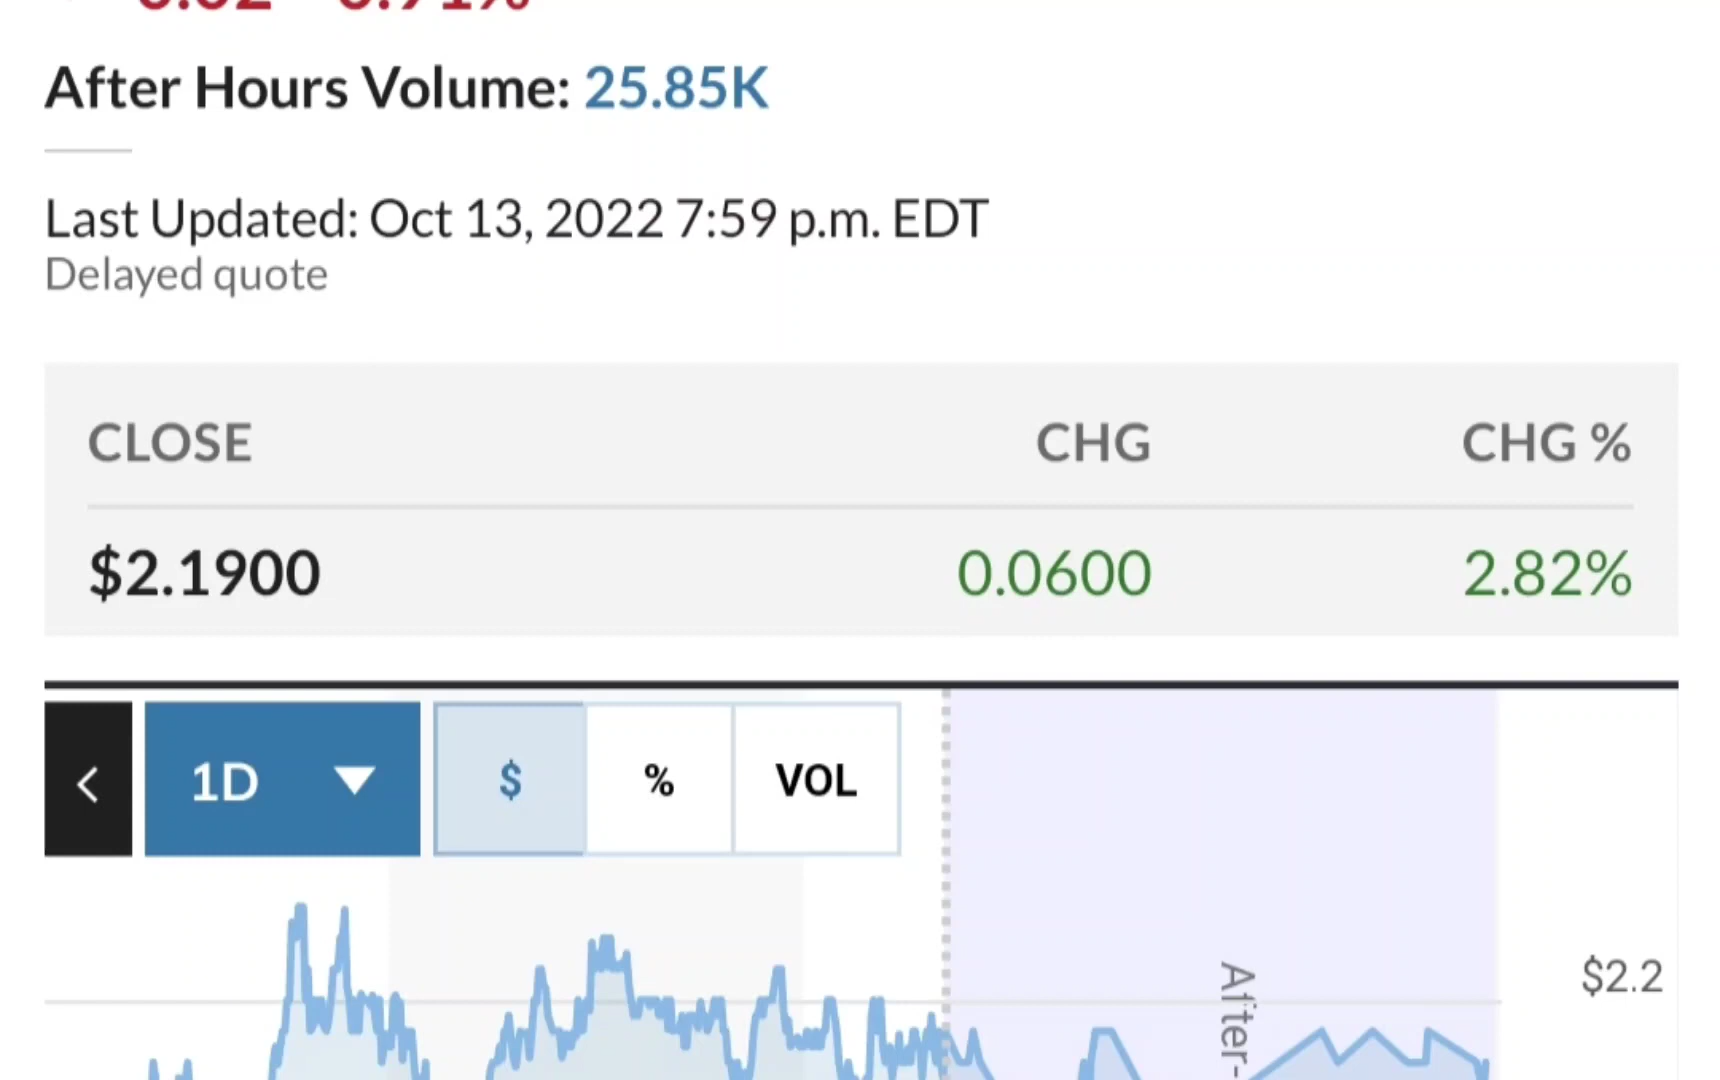 After Hours Volume: 25.85K
Last Updated: Oct 13, 2022 7:59 p.m. EDT
Delayed quote
CLOSE CHG CHG %
$2.1900 0.0600 2.82%
1D $ % VOL
$2.2
After-